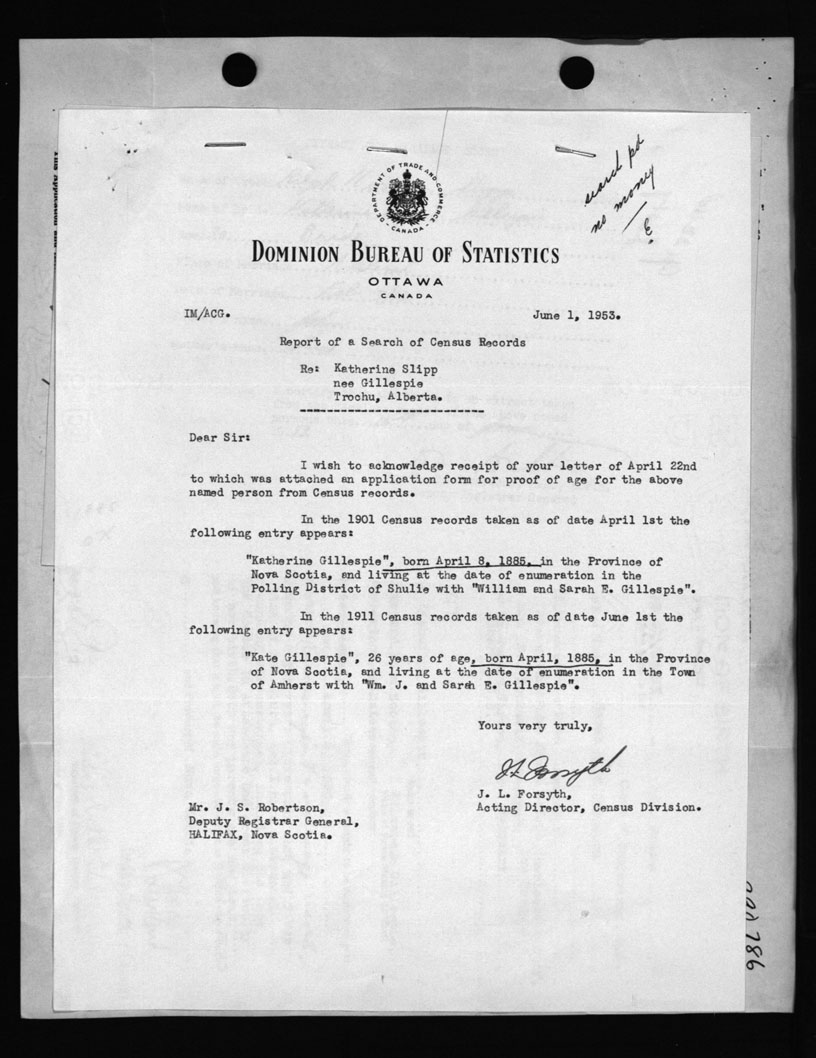 search pd
no money
DEPARTMENT OF TRADE AND COMMERCE
CANADA
DOMINION BUREAU OF STATISTICS
OTTAWA
CANADA
IM/ACG.
June 1, 1953.
Report of a Search of Census Records
Re: Katherine Slipp
nee Gillespie
Trochu, Alberta.
Dear Sir:
I wish to acknowledge receipt of your letter of April 22nd
to which was attached an application form for proof of age for the above
named person from Census records.
In the 1901 Census records taken as of date April 1st the
following entry appears:
"Katherine Gillespie", born April 8, 1885, in the Province of
Nova Scotia, and living at the date of enumeration in the
Polling District of Shulie with "William and Sarah E. Gillespie".
In the 1911 Census records taken as of date June 1st the
following entry appears:
"Kate Gillespie", 26 years of age, born April, 1885, in the Province
of Nova Scotia, and living at the date of enumeration in the Town
of Amherst with "Wm. J. and Sarah E. Gillespie".
Yours very truly,
J L Forsyth
J. L. Forsyth,
Acting Director, Census Division.
Mr. J. S. Robertson,
Deputy Registrar General,
HALIFAX, Nova Scotia.